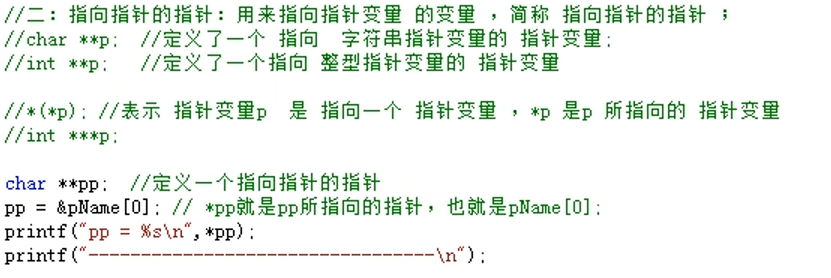 //二：指向指针的指针：用来指向指针变量 的变量 ，简称 指向指针的指针 ；
//char **p;  //定义了一个 指向  字符串指针变量的 指针变量;
//int **p;   //定义了一个指向 整型指针变量的 指针变量
//*(*p); //表示 指针变量p  是 指向一个 指针变量 ，*p 是p 所指向的 指针变量
//int ***p;
char **pp;  //定义一个指向指针的指针
pp = &pName[0]; // *pp就是pp所指向的指针，也就是pName[0];
printf("pp = %s\n",*pp);
printf("---------------------------------\n");